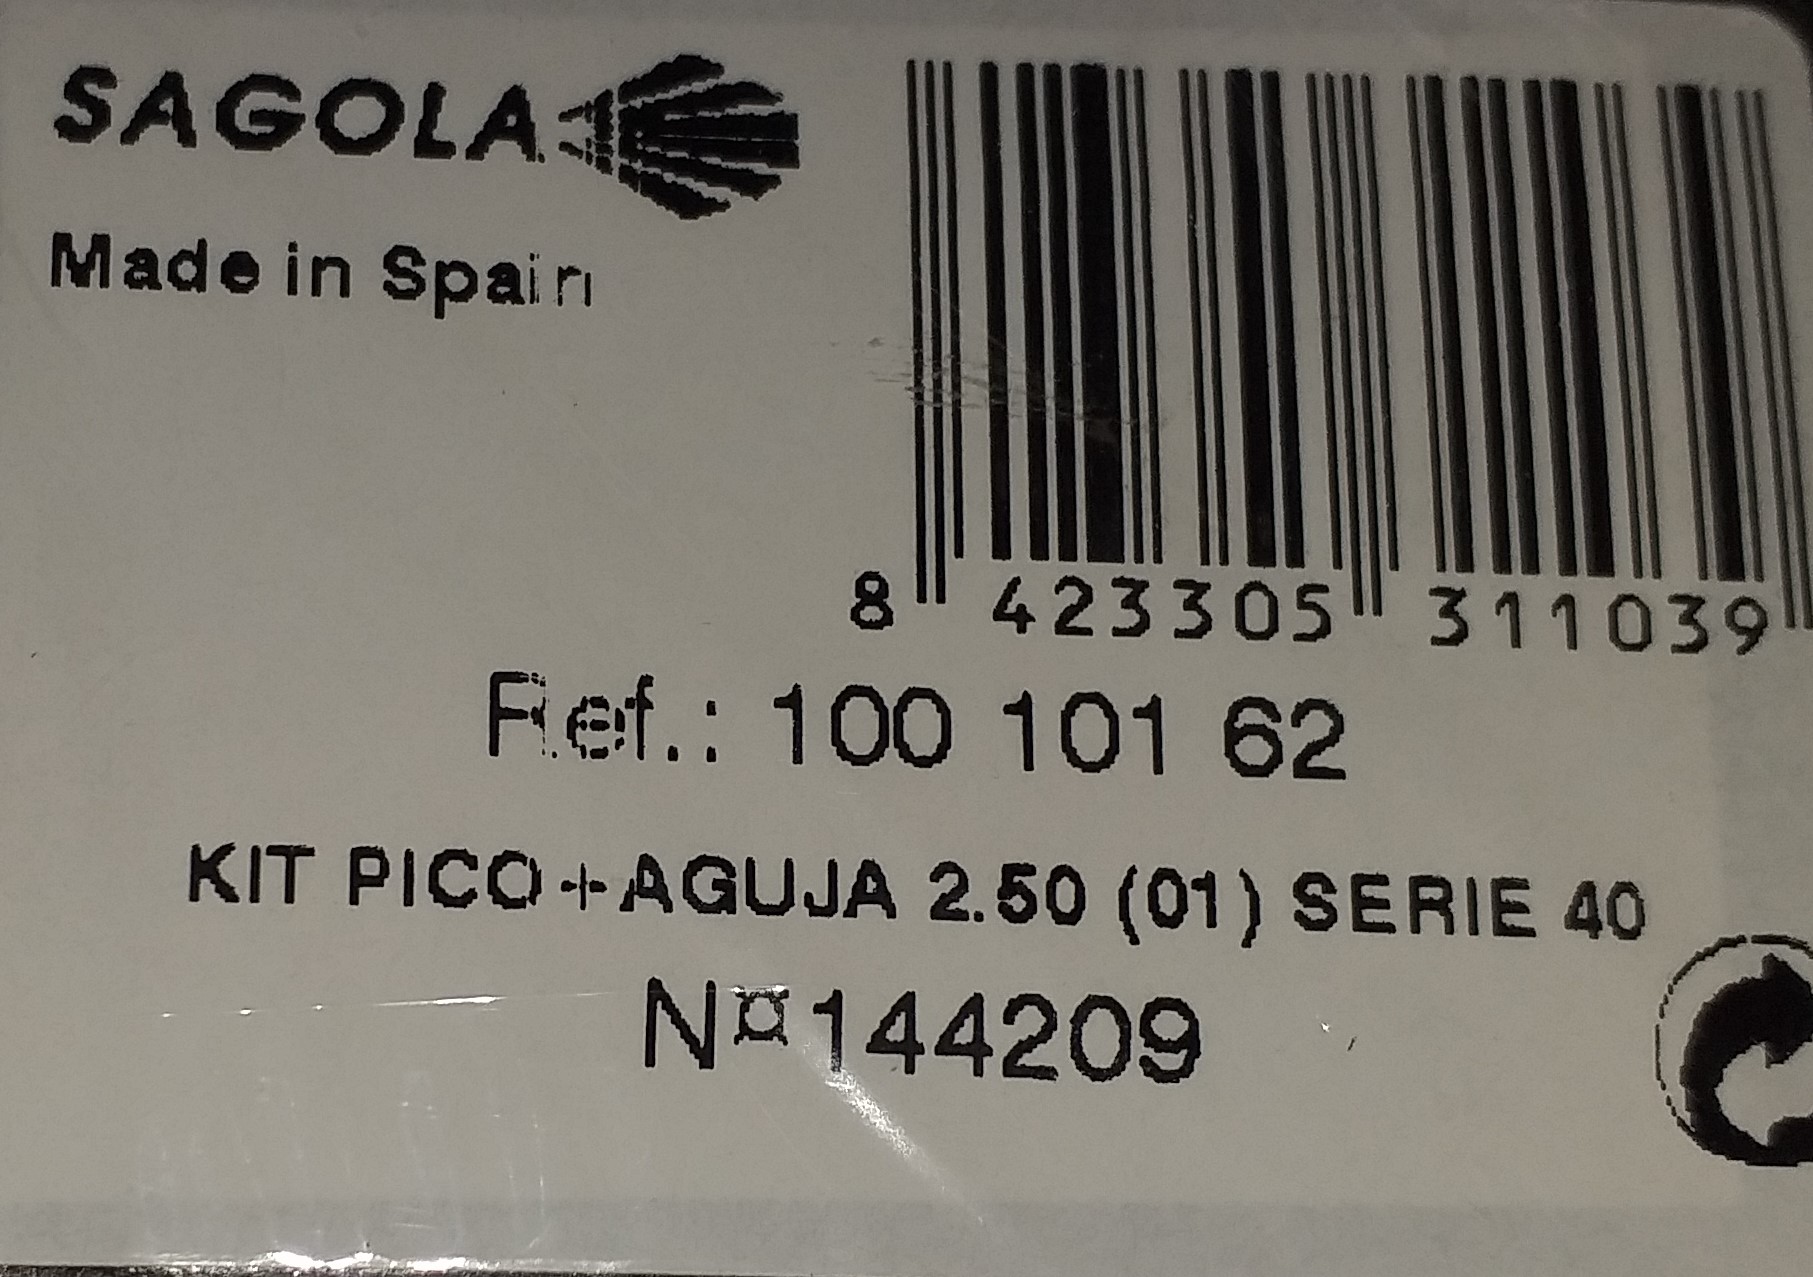 SAGOLA
Made in Spain
8 423305 311039
Ref.: 100 101 62
KIT PICO+AGUJA 2.50 (01) SERIE 40
N¤144209